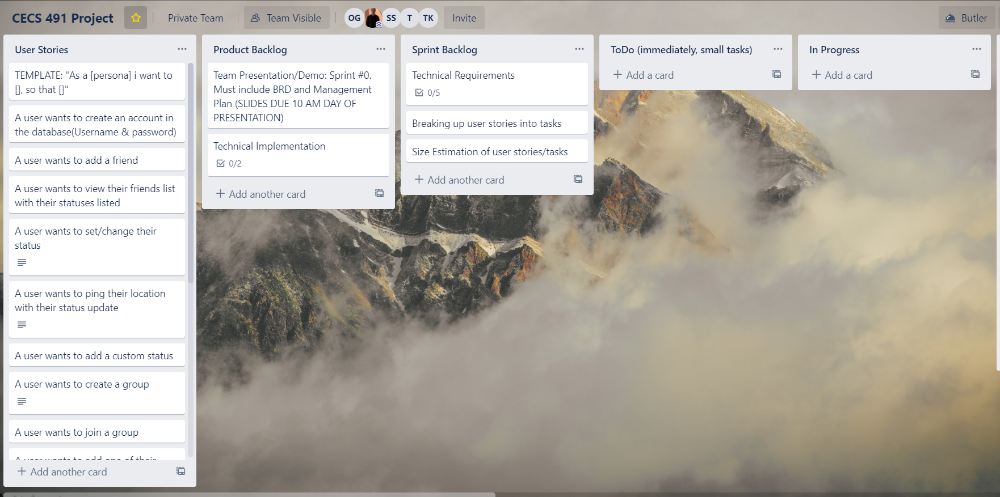 CECS 491 Project
Private Team
Team Visible
OG
SS
T
TK
Invite
Butler
User Stories
TEMPLATE: "As a [persona] i want to
[], so that []"
A user wants to create an account in
the database(Username & password)
A user wants to add a friend
A user wants to view their friends list
with their statuses listed
A user wants to set/change their
status
A user wants to ping their location
with their status update
A user wants to add a custom status
A user wants to create a group
A user wants to join a group
A user wants to add one of their
+ Add another card
Product Backlog
Team Presentation/Demo: Sprint #0.
Must include BRD and Management
Plan (SLIDES DUE 10 AM DAY OF
PRESENTATION)
Technical Implementation
0/2
+ Add another card
Sprint Backlog
Technical Requirements
0/5
Breaking up user stories into tasks
Size Estimation of user stories/tasks
+ Add another card
ToDo (immediately, small tasks)
+ Add a card
In Progress
+ Add a card